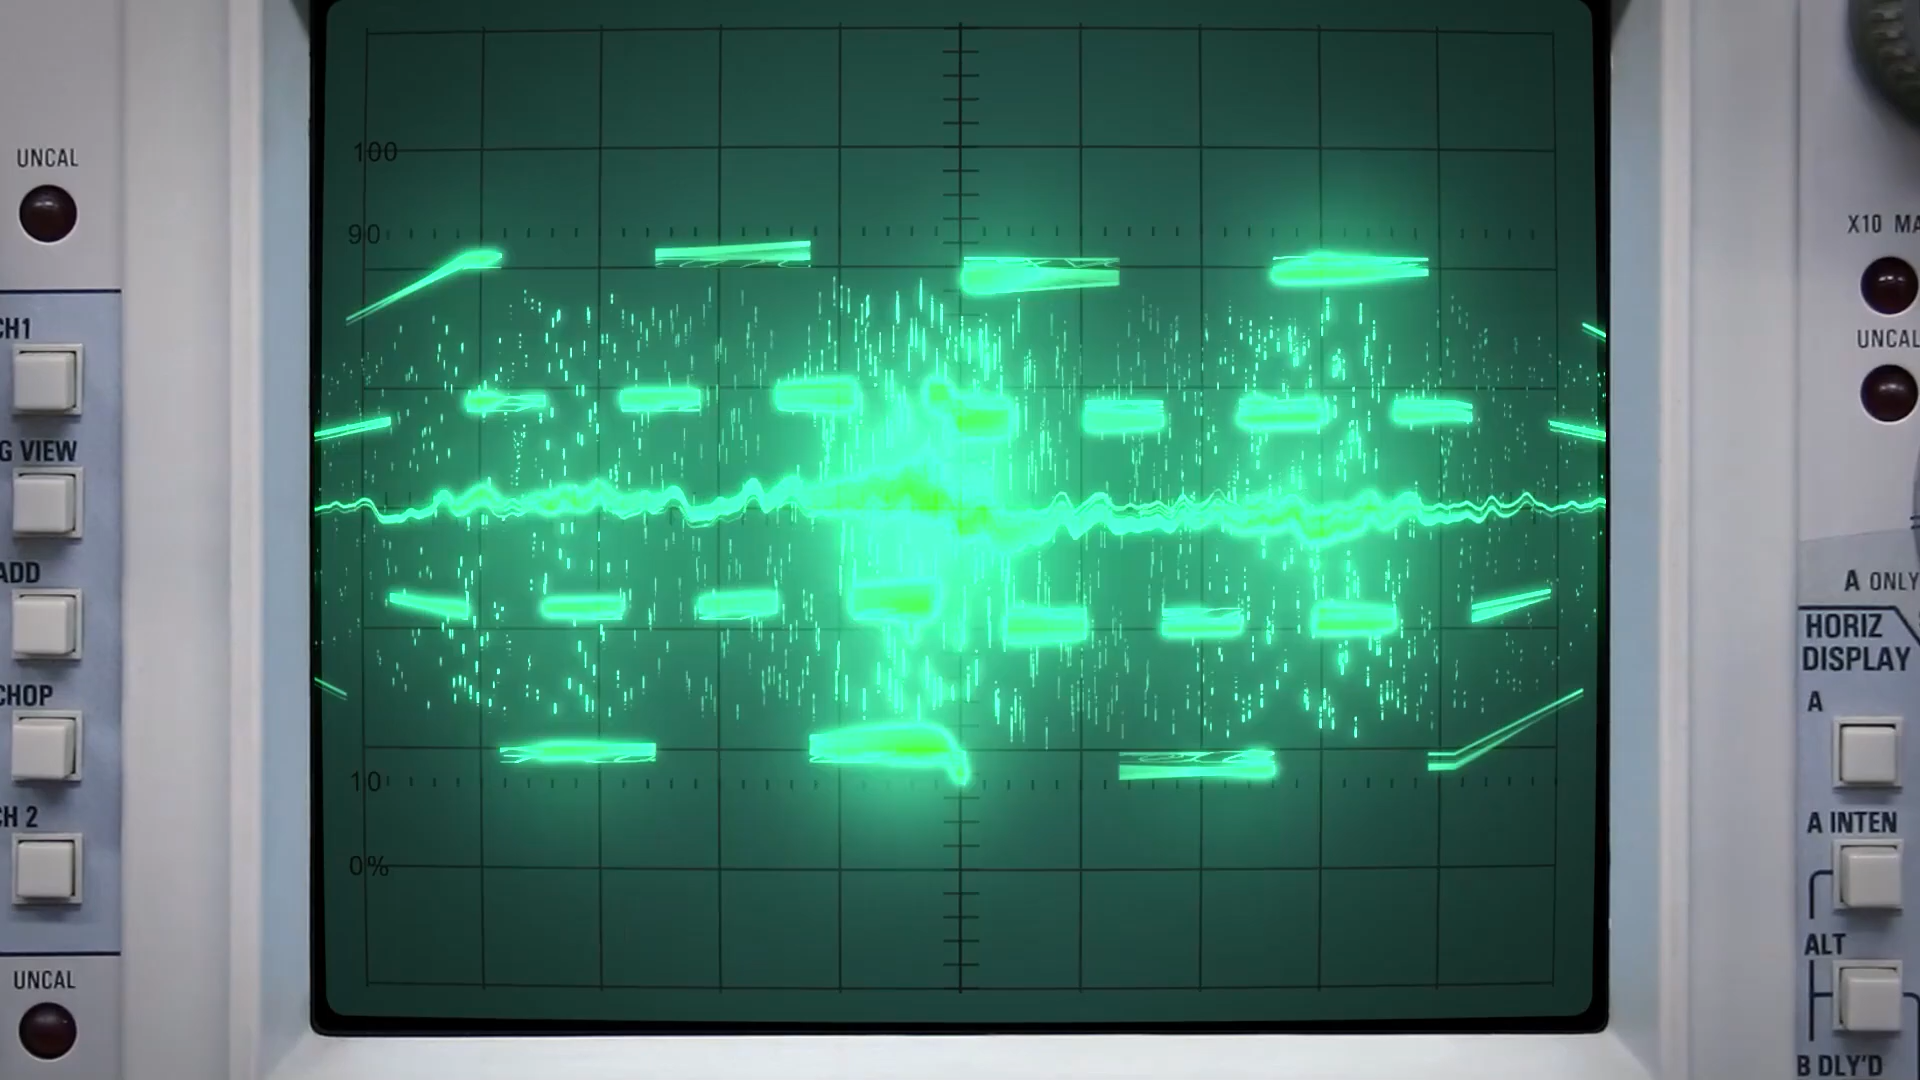 UNCAL
CH1
G VIEW
ADD
CHOP
CH 2
UNCAL
100
90
10
0%
X10 MA
UNCAL
A ONLY
HORIZ
DISPLAY
A
A INTEN
ALT
B DLY'D